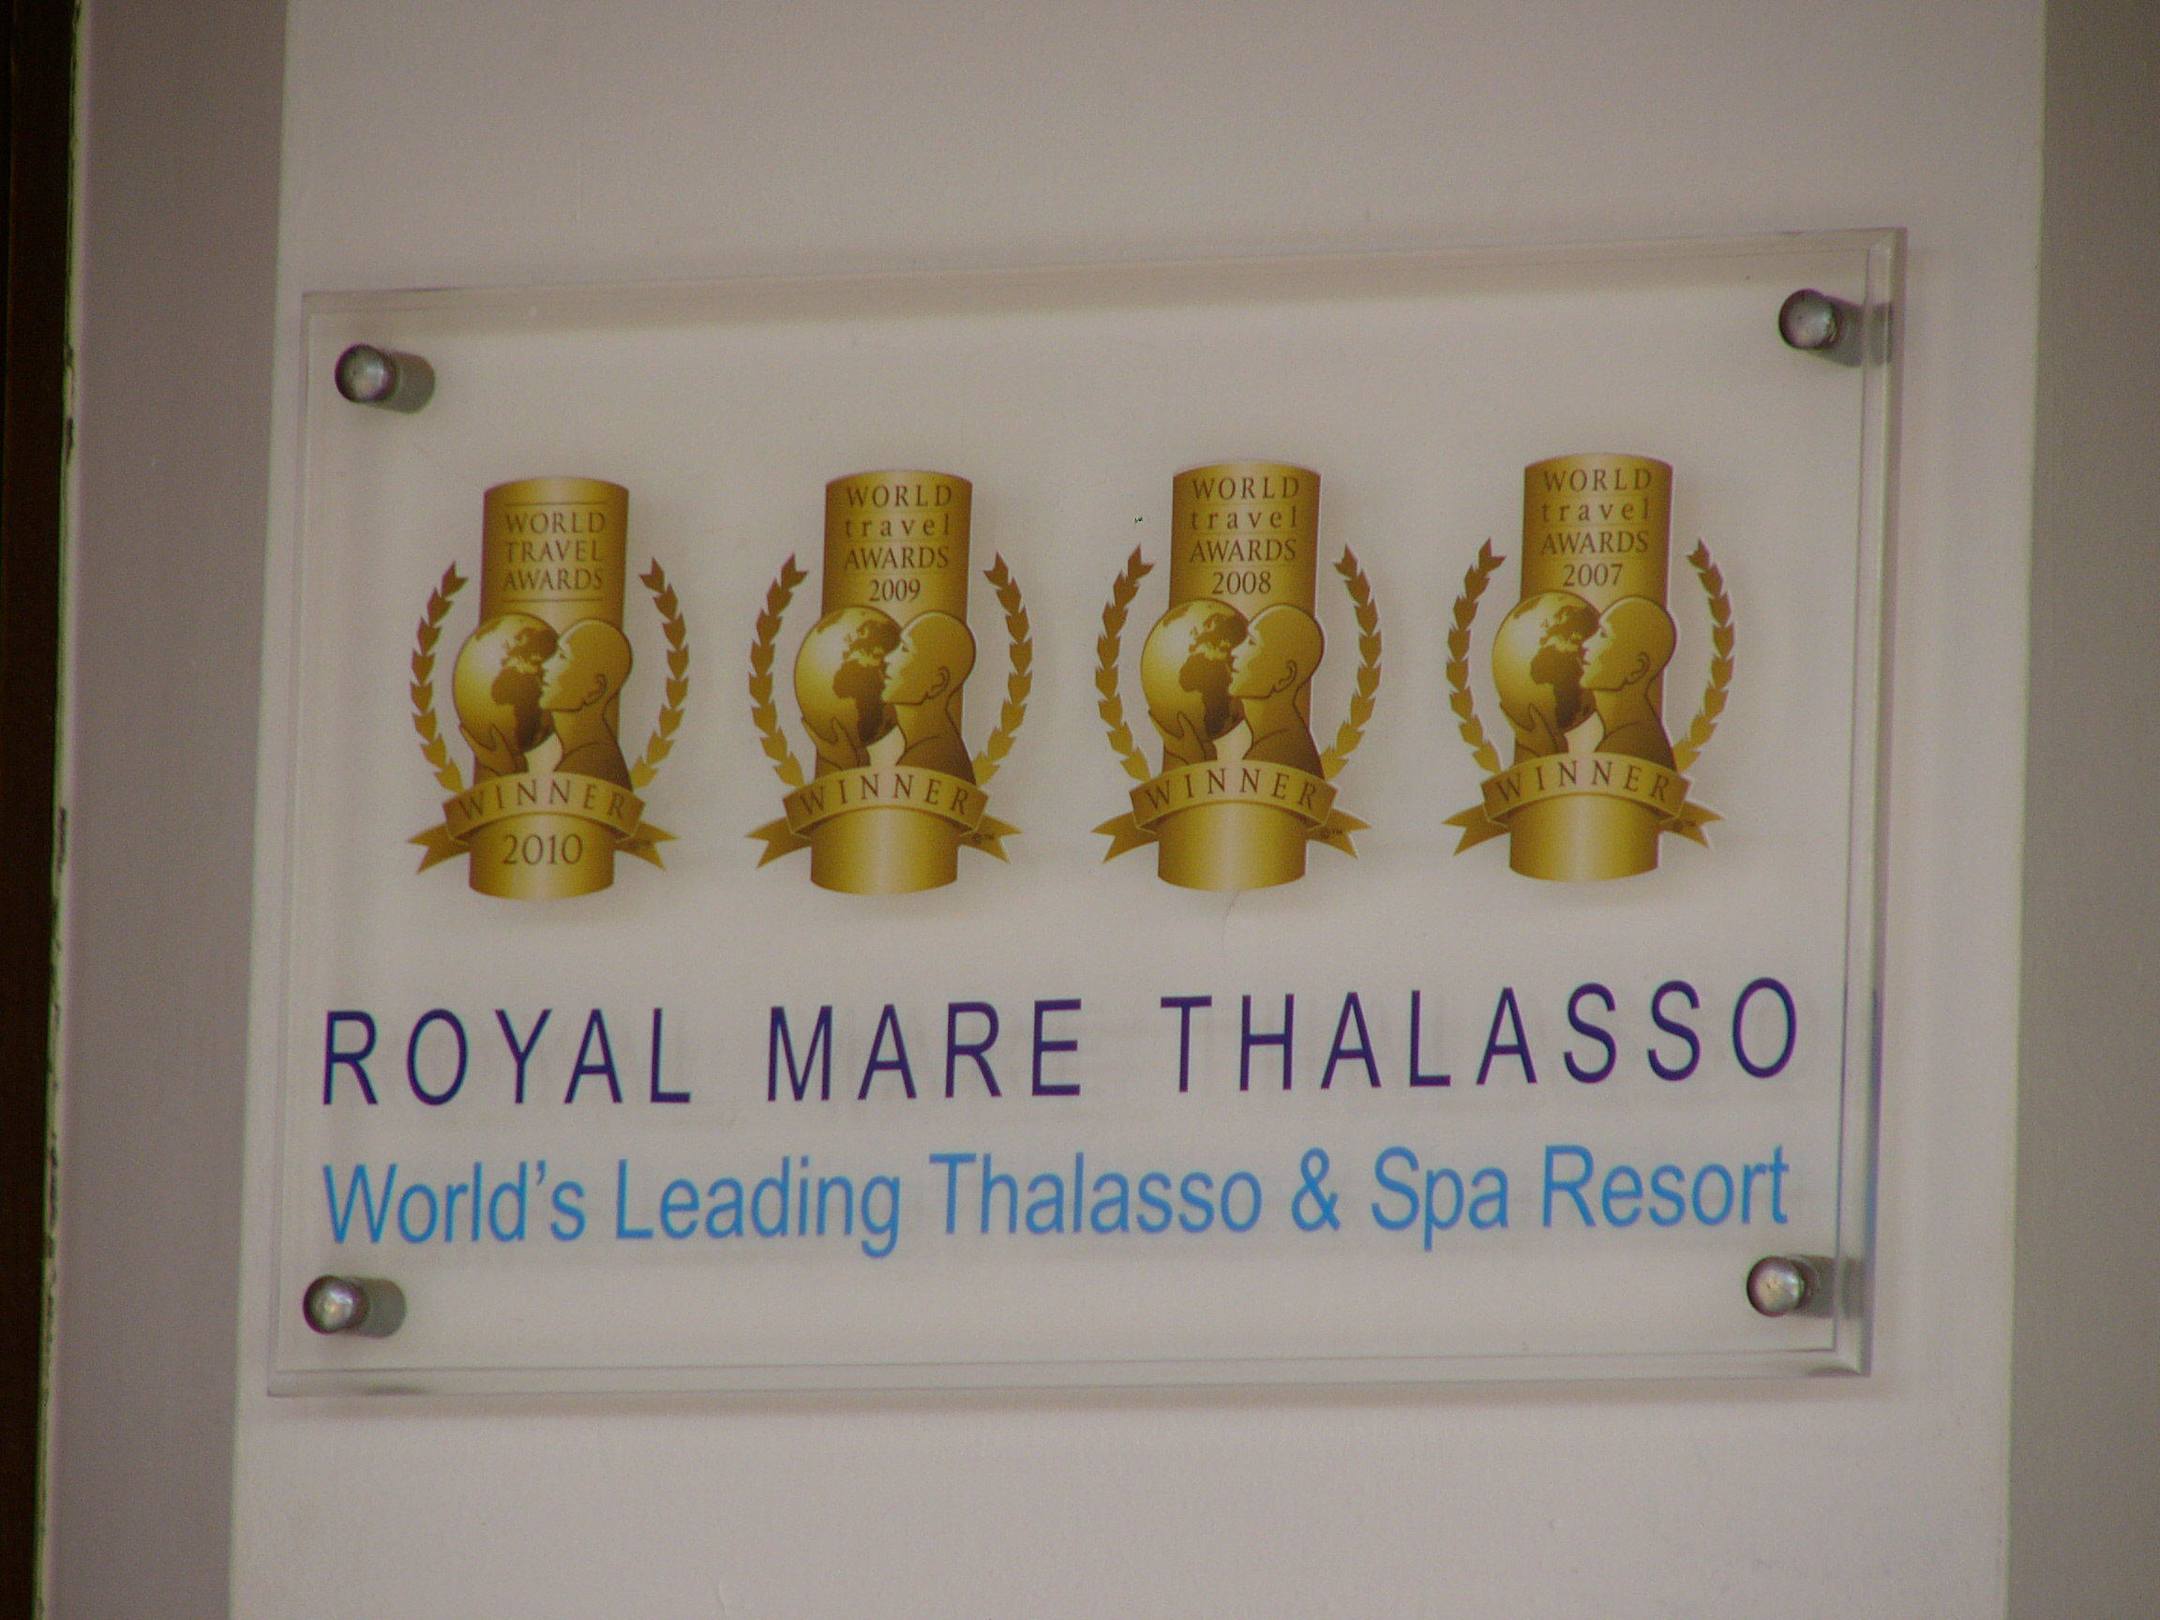 WORLD
TRAVEL
AWARDS
WINNER
2010
WORLD
travel
AWARDS
2009
WINNER
WORLD
travel
AWARDS
2008
WINNER
WORLD
travel
AWARDS
2007
WINNER
ROYAL MARE THALASSO
World's Leading Thalasso & Spa Resort